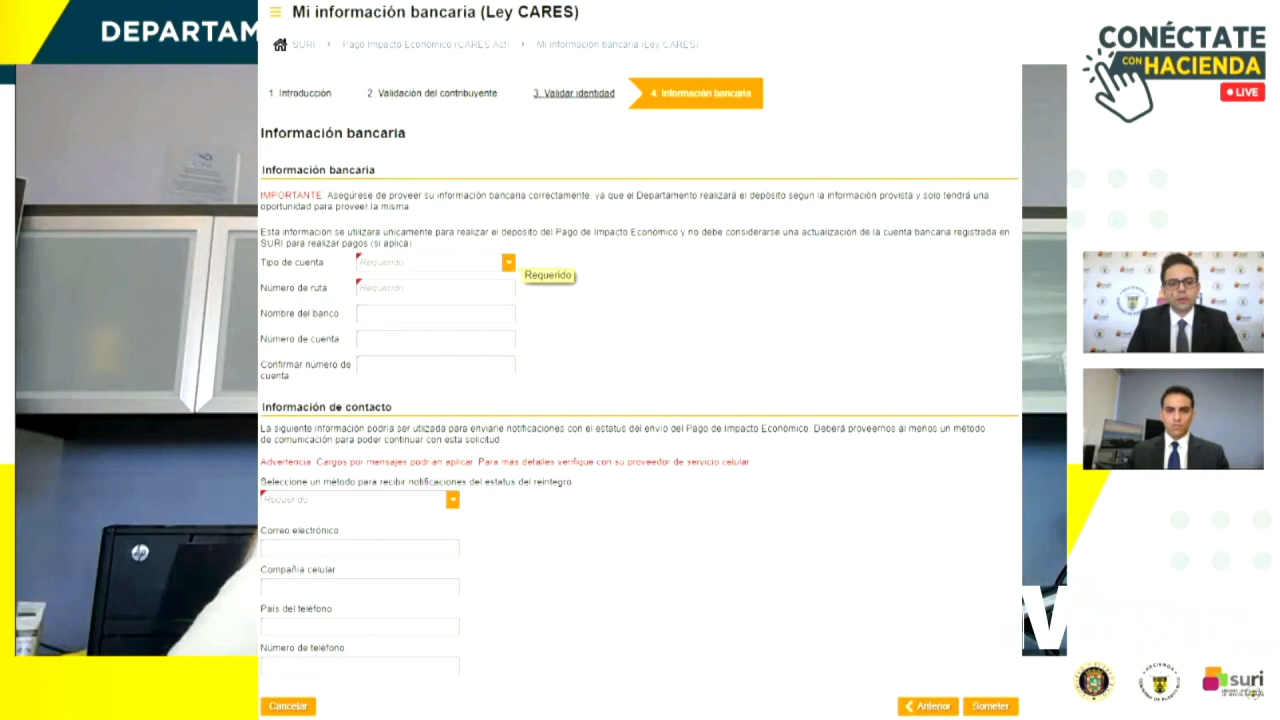 DEPARTAM
Mi información bancaria (Ley CARES)
SURI > Pago Impacto Económico (CARES Act) > Mi información bancaria (Ley CARES)
1. Introducción
2. Validación del contribuyente
3. Validar identidad
4. Información bancaria
Información bancaria
Información bancaria
IMPORTANTE: Asegúrese de proveer su información bancaria correctamente, ya que el Departamento realizará el depósito según la información provista y solo tendrá una
oportunidad para proveer la misma.
Esta información se utilizará únicamente para realizar el depósito del Pago de Impacto Económico y no debe considerarse una actualización de la cuenta bancaria registrada en
SURI para realizar pagos (si aplica)
Tipo de cuenta
Requerido
Requerido
Número de ruta
Requerido
Nombre del banco
Número de cuenta
Confirmar número de
cuenta
Información de contacto
La siguiente información podría ser utilizada para enviarle notificaciones con el estatus del envío del Pago de Impacto Económico. Deberá proveernos al menos un método
de comunicación para poder continuar con esta solicitud.
Advertencia: Cargos por mensajes podrían aplicar. Para más detalles verifique con su proveedor de servicio celular
Seleccione un método para recibir notificaciones del estatus del reintegro
Requerido
Correo electrónico
Compañía celular
País del teléfono
Número de teléfono
Cancelar
Anterior
Someter
CONÉCTATE
CON HACIENDA
LIVE
hp
HACIENDA
suri